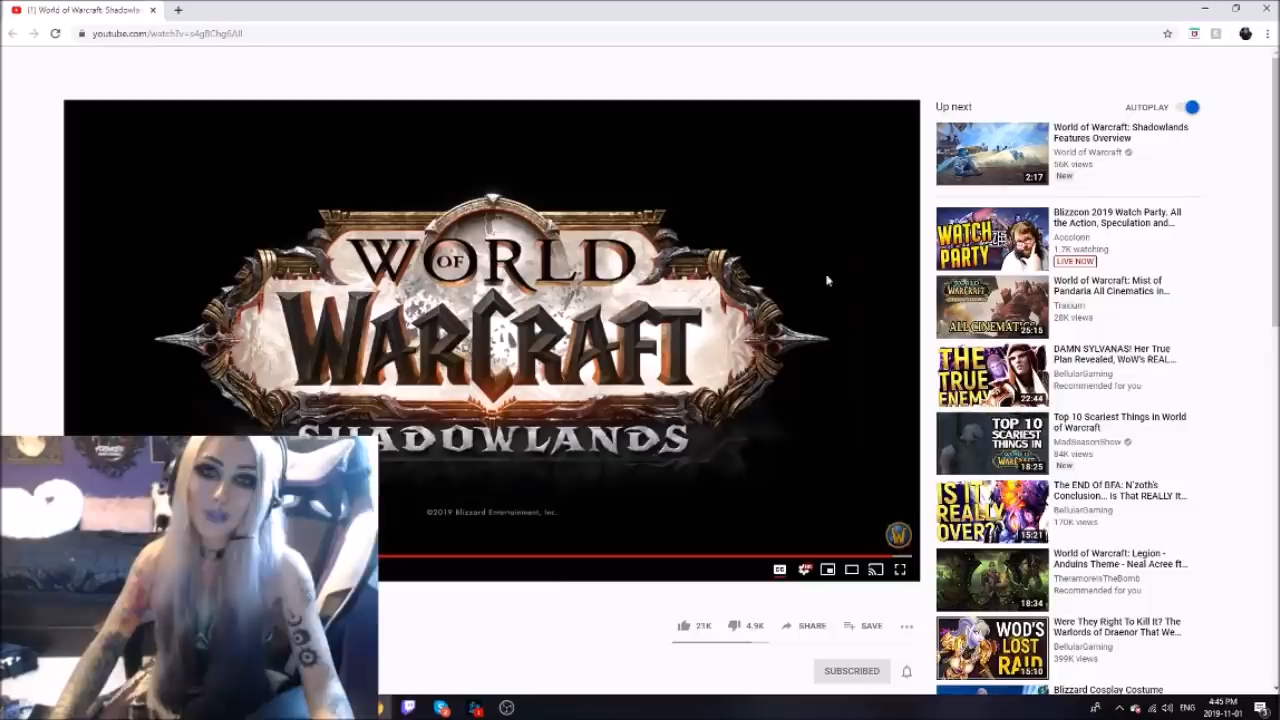 (1) World of Warcraft: Shadowla
youtube.com/watch?v=s4gBChg6AII
WORLD
OF
WARCRAFT
SHADOWLANDS
©2019 Blizzard Entertainment, Inc.
21K
4.9K
SHARE
SAVE
SUBSCRIBED
Up next
AUTOPLAY
World of Warcraft: Shadowlands
Features Overview
World of Warcraft
56K views
New
2:17
WATCH
PARTY
Blizzcon 2019 Watch Party. All
the Action, Speculation and...
Accolonn
1.7K watching
LIVE NOW
ALL CINEMATI
25:15
World of Warcraft: Mist of
Pandaria All Cinematics in...
Traxium
28K views
THE
TRUE
ENEMY
22:44
DAMN SYLVANAS! Her True
Plan Revealed, WoW's REAL...
BellularGaming
Recommended for you
TOP 10
SCARIEST
THINGS IN
18:25
Top 10 Scariest Things in World
of Warcraft
MadSeasonShow
84K views
New
IS IT
REALLY
OVER?
15:21
The END Of BFA: N'zoth's
Conclusion... Is That REALLY It...
BellularGaming
170K views
18:34
World of Warcraft: Legion -
Anduins Theme - Neal Acree ft...
TheramoreIsTheBomb
Recommended for you
WOD'S
LOST
RAID
15:10
Were They Right To Kill It? The
Warlords of Draenor That We...
BellularGaming
399K views
Blizzard Cosplay Costume
ENG
4:45 PM
2019-11-01